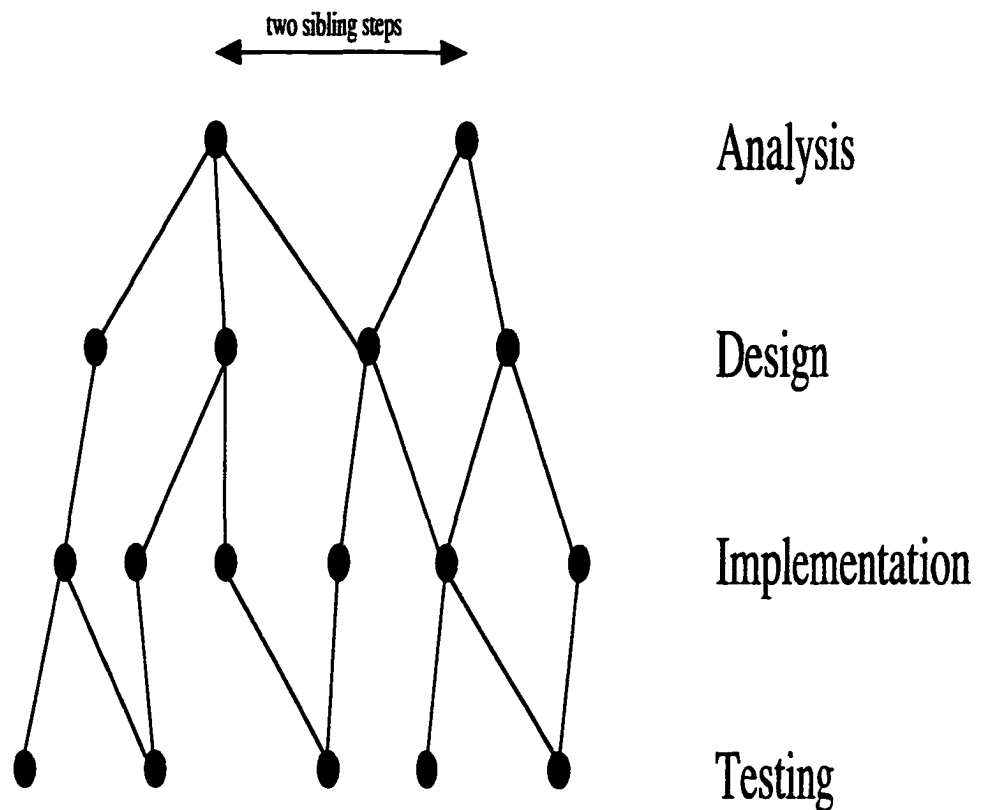 two sibling steps
Analysis
Design
Implementation
Testing